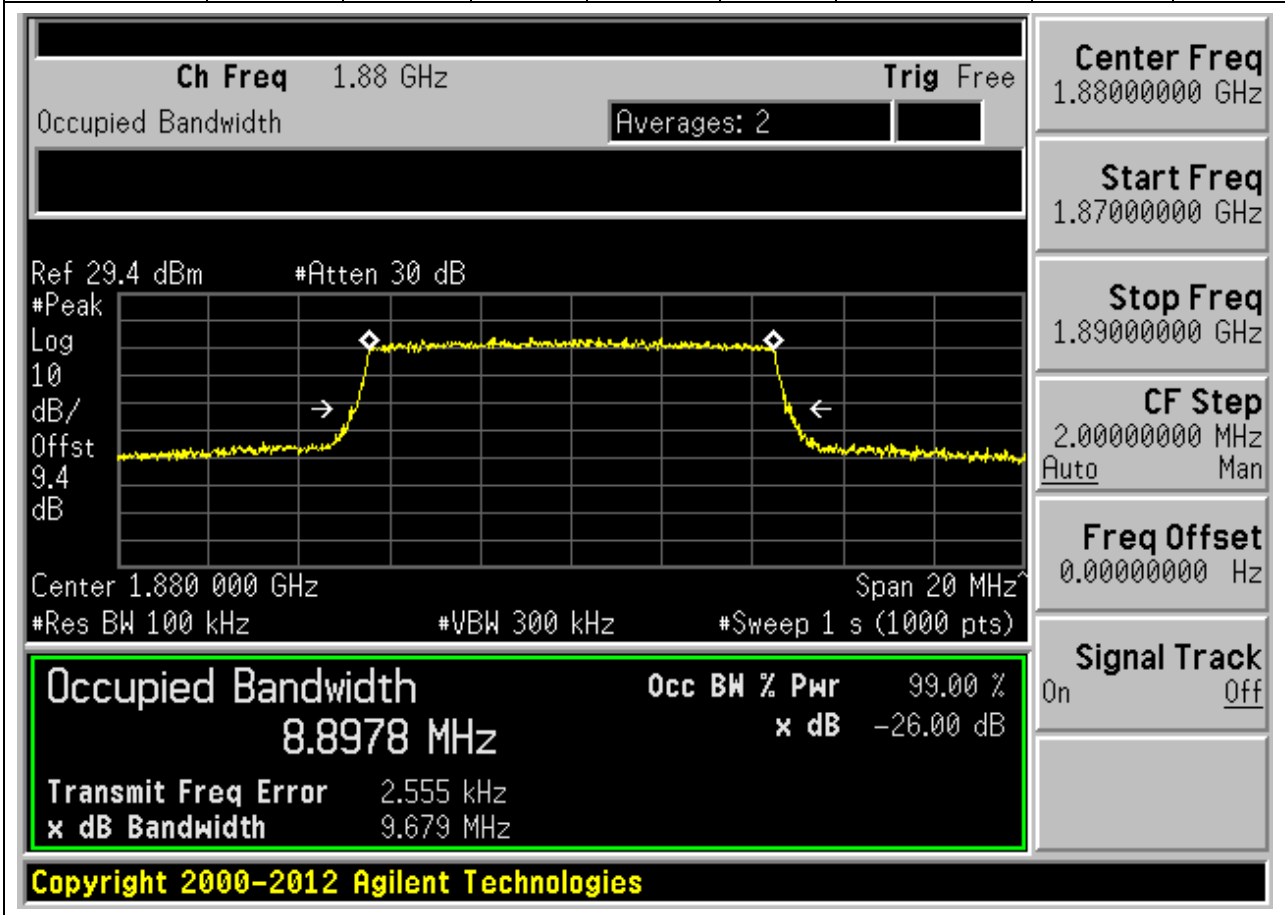 Ch Freq 1.88 GHz Trig Free
Occupied Bandwidth Averages: 2
Ref 29.4 dBm #Atten 30 dB
#Peak
Log
10
dB/
Offst
9.4
dB
Center 1.880 000 GHz Span 20 MHz^
#Res BW 100 kHz #VBW 300 kHz #Sweep 1 s (1000 pts)
Occupied Bandwidth
8.8978 MHz
Occ BW % Pwr 99.00 %
x dB -26.00 dB
Transmit Freq Error 2.555 kHz
x dB Bandwidth 9.679 MHz
Copyright 2000-2012 Agilent Technologies
Center Freq
1.88000000 GHz
Start Freq
1.87000000 GHz
Stop Freq
1.89000000 GHz
CF Step
2.00000000 MHz
Auto Man
Freq Offset
0.00000000 Hz
Signal Track
On Off